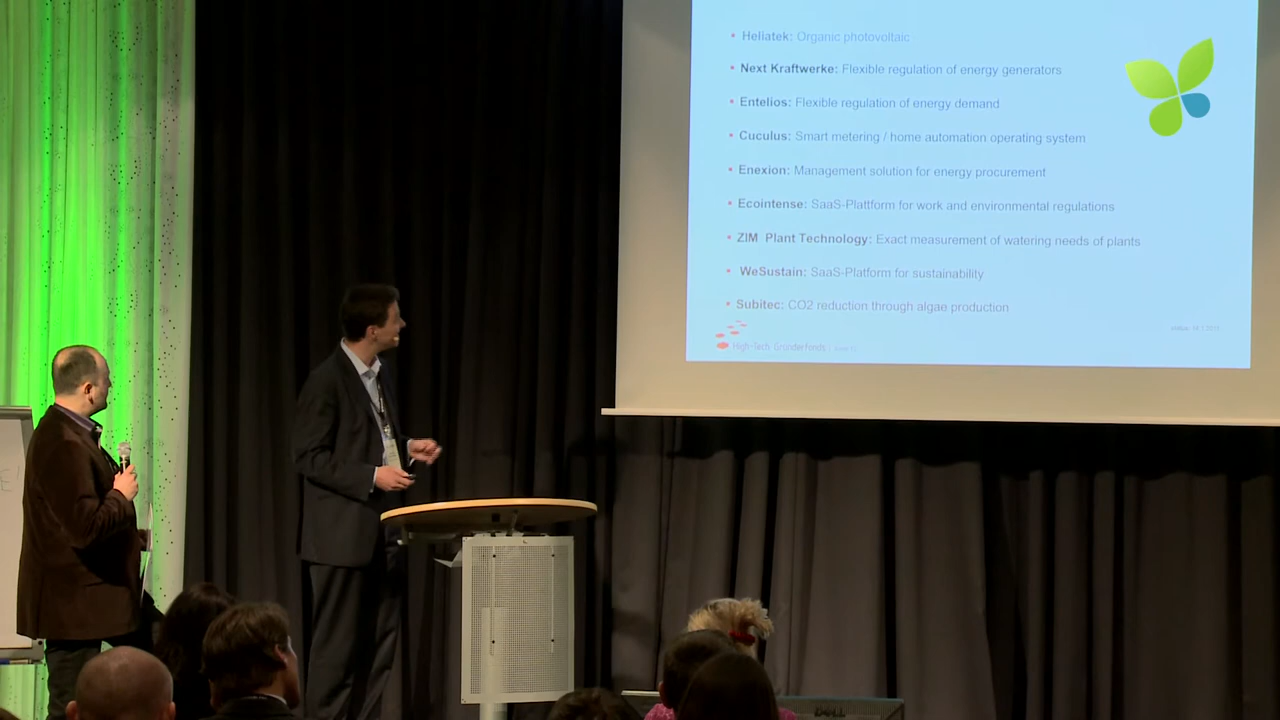 • Heliatek: Organic photovoltaic
• Next Kraftwerke: Flexible regulation of energy generators
• Entelios: Flexible regulation of energy demand
• Cuculus: Smart metering / home automation operating system
• Enexion: Management solution for energy procurement
• Ecointense: SaaS-Plattform for work and environmental regulations
• ZIM Plant Technology: Exact measurement of watering needs of plants
• WeSustain: SaaS-Platform for sustainability
• Subitec: CO2 reduction through algae production
High-Tech Gründerfonds
DELL